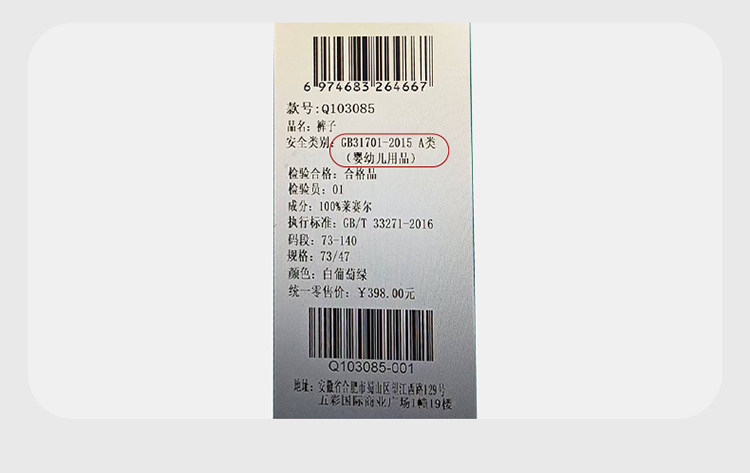 6 974683 264667
款号:Q103085
品名: 裤子
安全类别: GB31701-2015 A类
(婴幼儿用品)
检验合格: 合格品
检验员: 01
成分: 100%莱赛尔
执行标准: GB/T 33271-2016
码段: 73-140
规格: 73/47
颜色: 白葡萄绿
统一零售价: ￥398.00元
Q103085-001
地址: 安徽省合肥市蜀山区望江西路129号
五彩国际商业广场1幢19楼